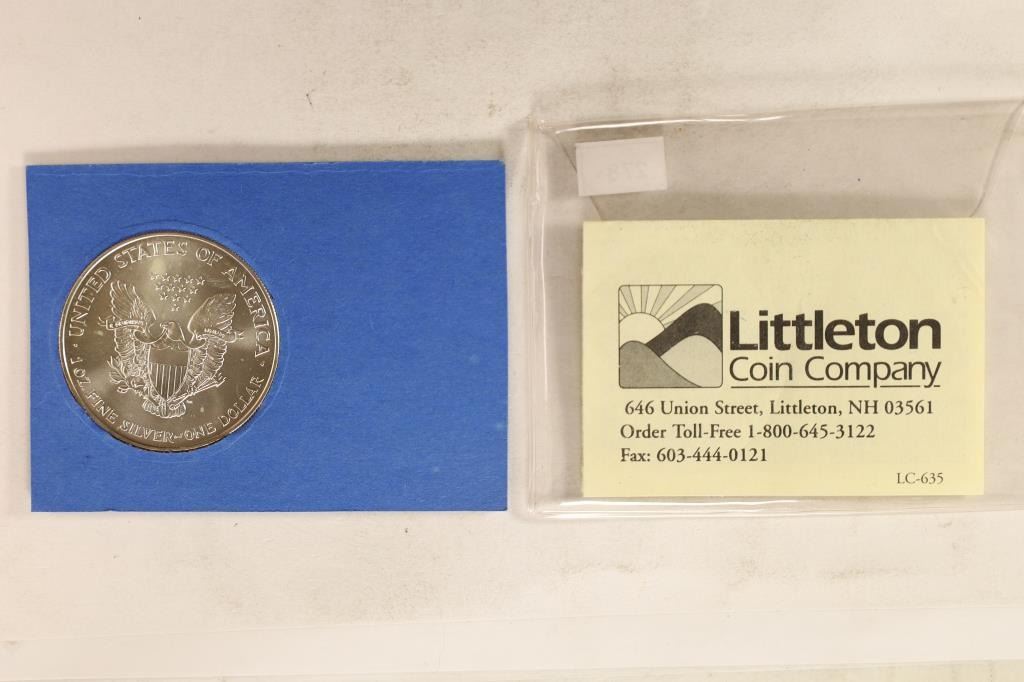 UNITED STATES OF AMERICA
1 OZ. FINE SILVER~ONE DOLLAR
278
Littleton
Coin Company
646 Union Street, Littleton, NH 03561
Order Toll-Free 1-800-645-3122
Fax: 603-444-0121
LC-635